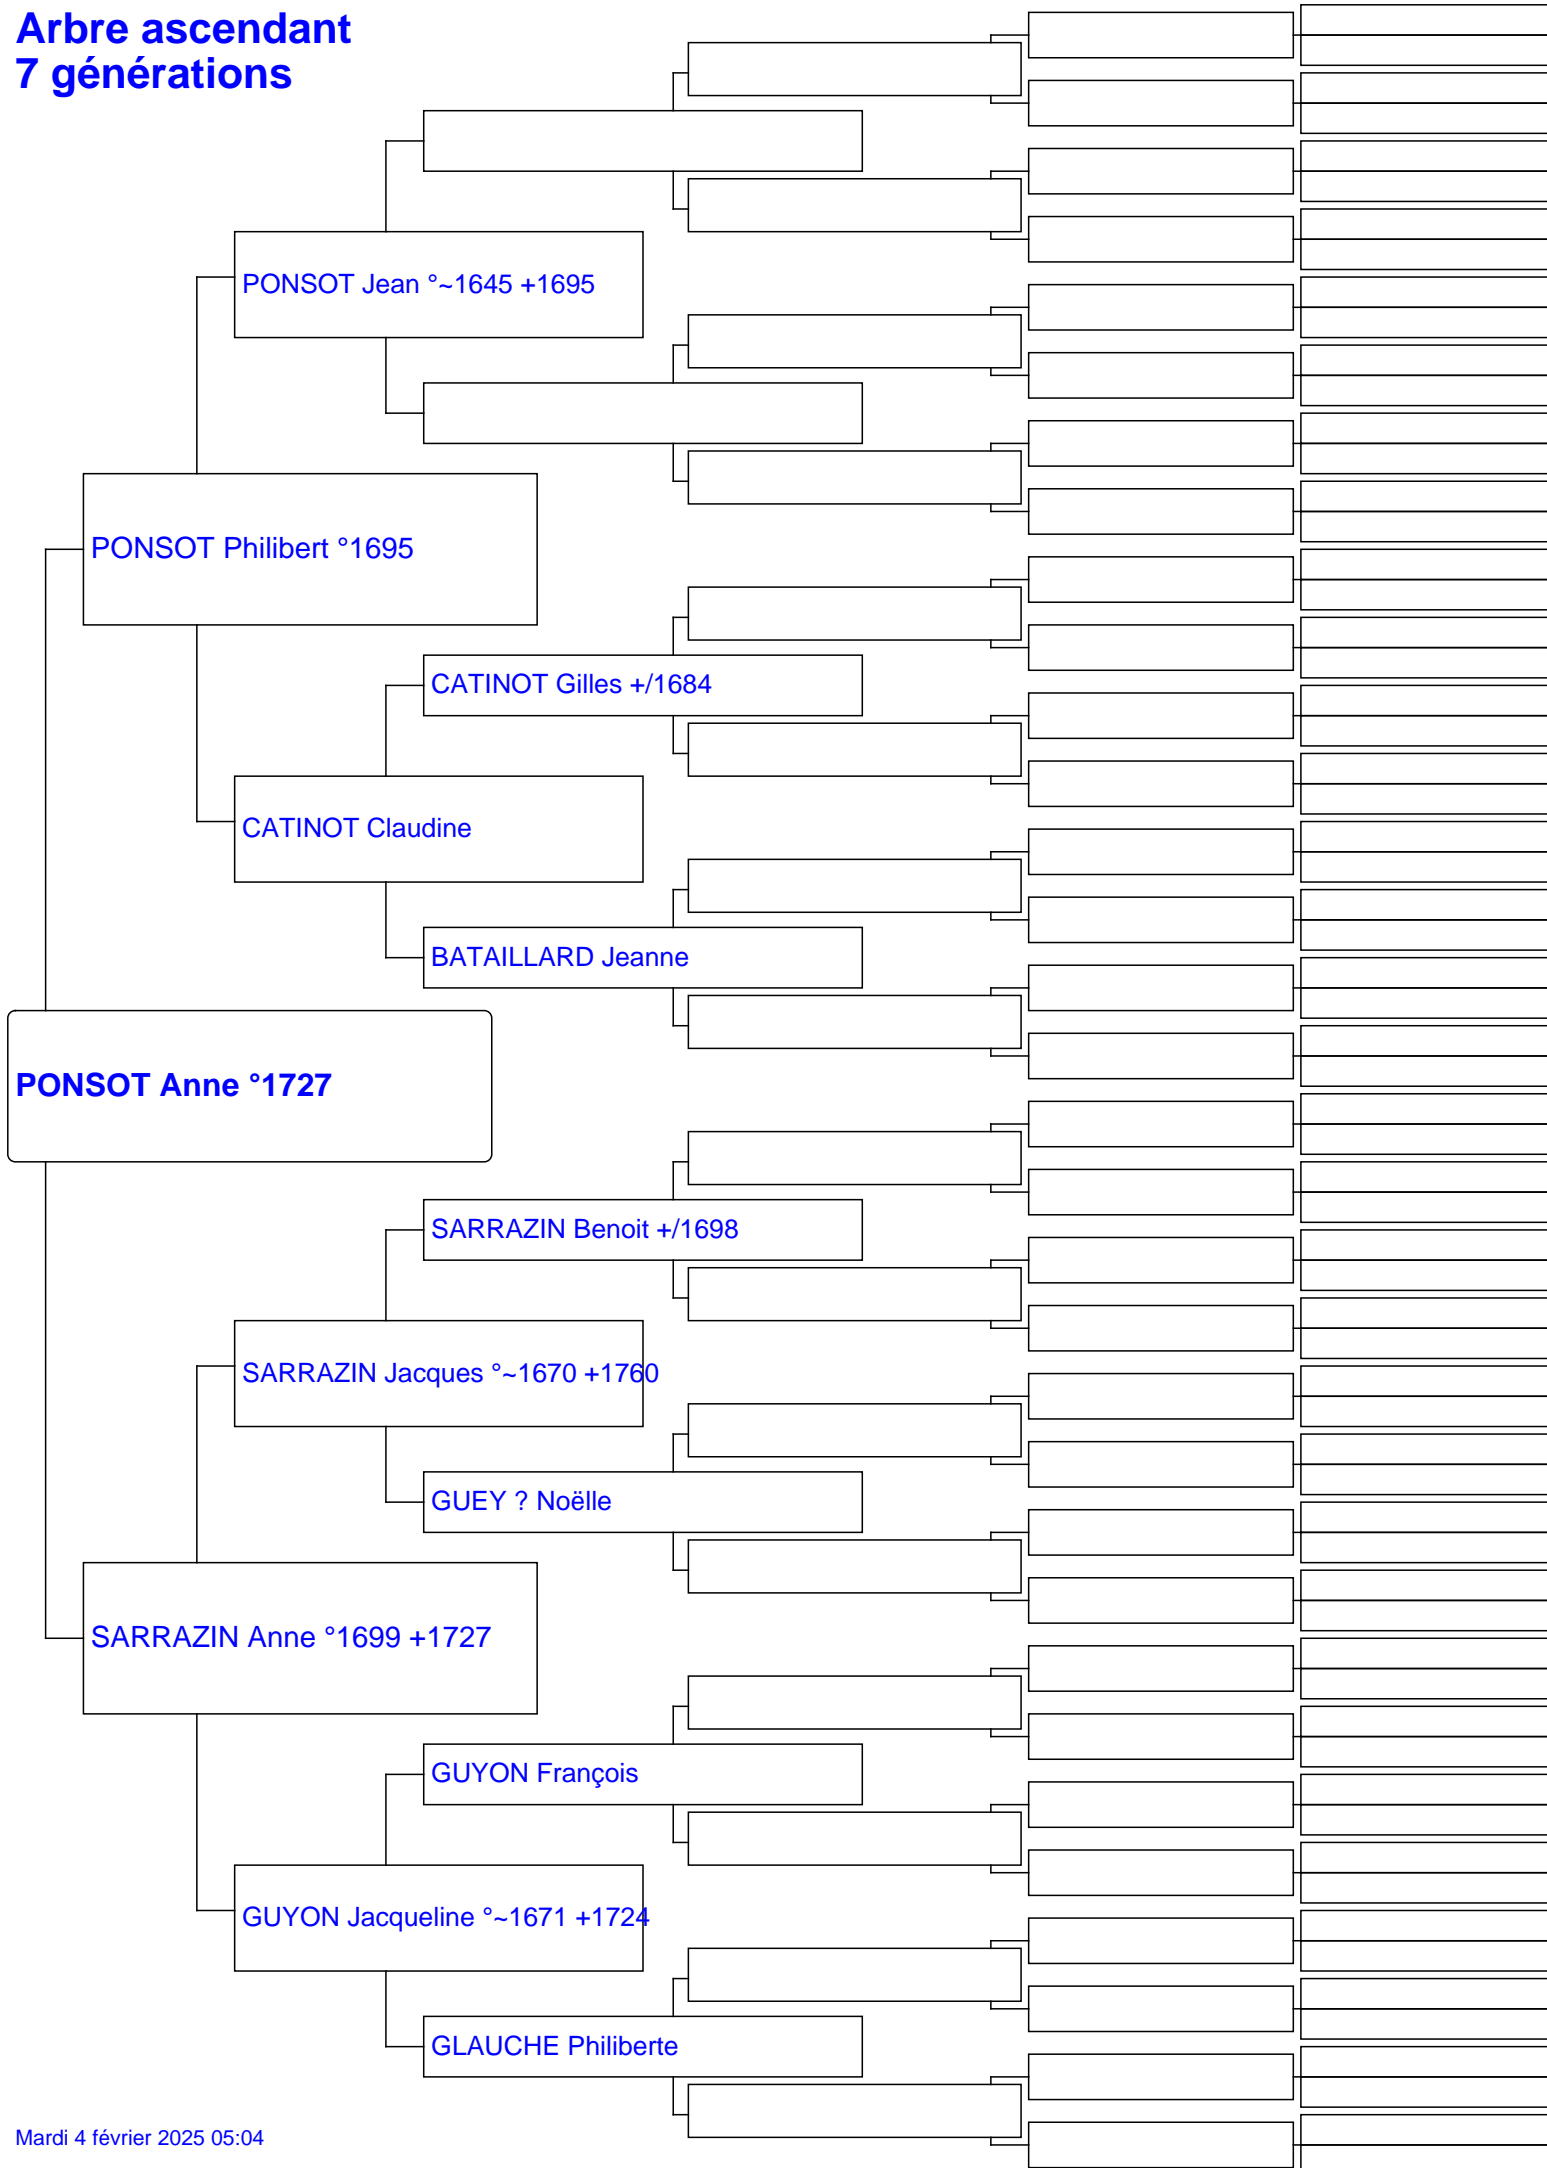 Arbre ascendant
7 générations
PONSOT Jean °~1645 +1695
PONSOT Philibert °1695
CATINOT Gilles +/1684
CATINOT Claudine
BATAILLARD Jeanne
PONSOT Anne °1727
SARRAZIN Benoit +/1698
SARRAZIN Jacques °~1670 +1760
GUEY ? Noëlle
SARRAZIN Anne °1699 +1727
GUYON François
GUYON Jacqueline °~1671 +1724
GLAUCHE Philiberte
Mardi 4 février 2025 05:04